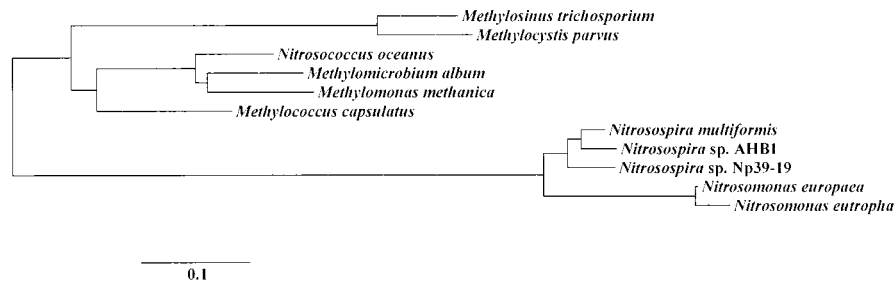 Methylosinus trichosporium
Methylocystis parvus
Nitrosococcus oceanus
Methylomicrobium album
Methylomonas methanica
Methylococcus capsulatus
Nitrosospira multiformis
Nitrosospira sp. AHB1
Nitrosospira sp. Np39-19
Nitrosomonas europaea
Nitrosomonas eutropha
0.1